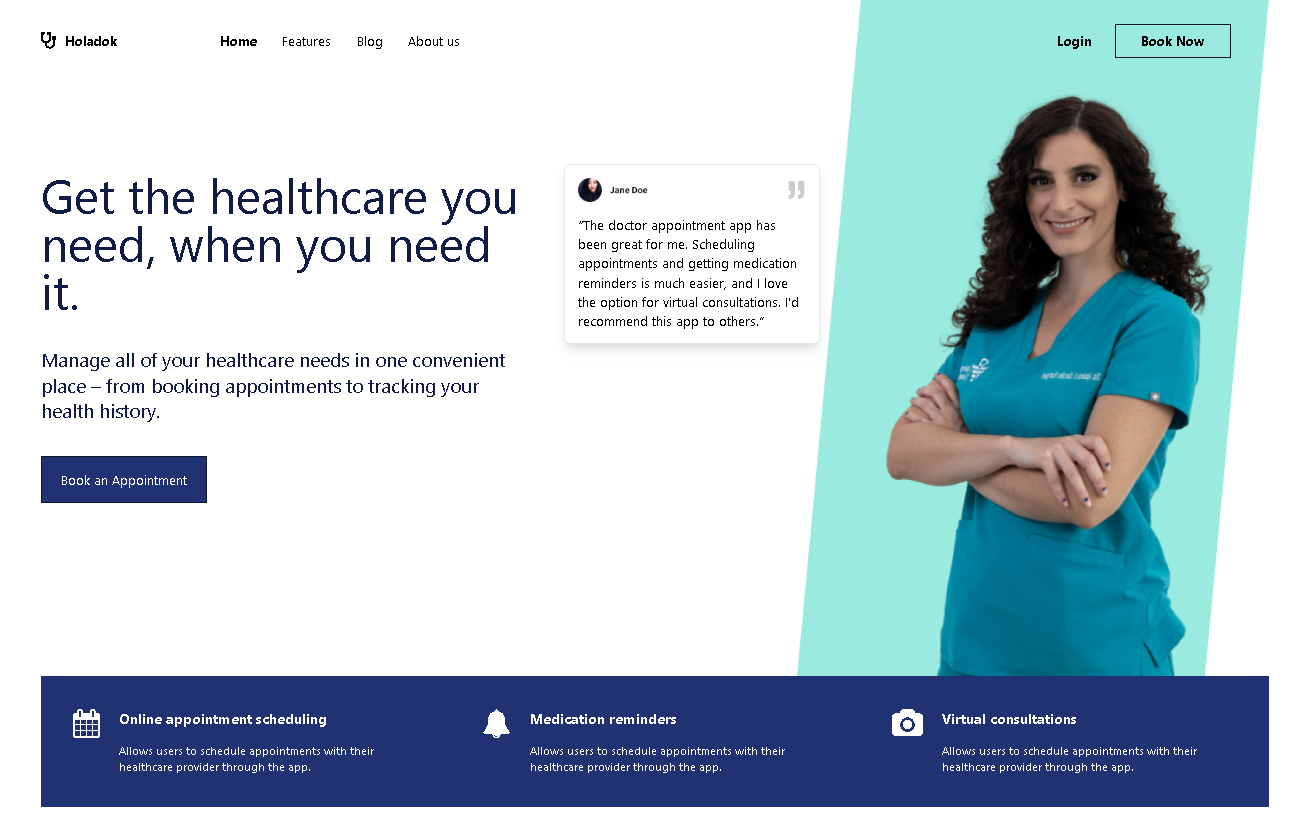 Holadok
Home Features Blog About us
Login
Book Now
Get the healthcare you
need, when you need
it.
Manage all of your healthcare needs in one convenient
place – from booking appointments to tracking your
health history.
Book an Appointment
Jane Doe
”
“The doctor appointment app has
been great for me. Scheduling
appointments and getting medication
reminders is much easier, and I love
the option for virtual consultations. I'd
recommend this app to others.”
Online appointment scheduling
Allows users to schedule appointments with their
healthcare provider through the app.
Medication reminders
Allows users to schedule appointments with their
healthcare provider through the app.
Virtual consultations
Allows users to schedule appointments with their
healthcare provider through the app.